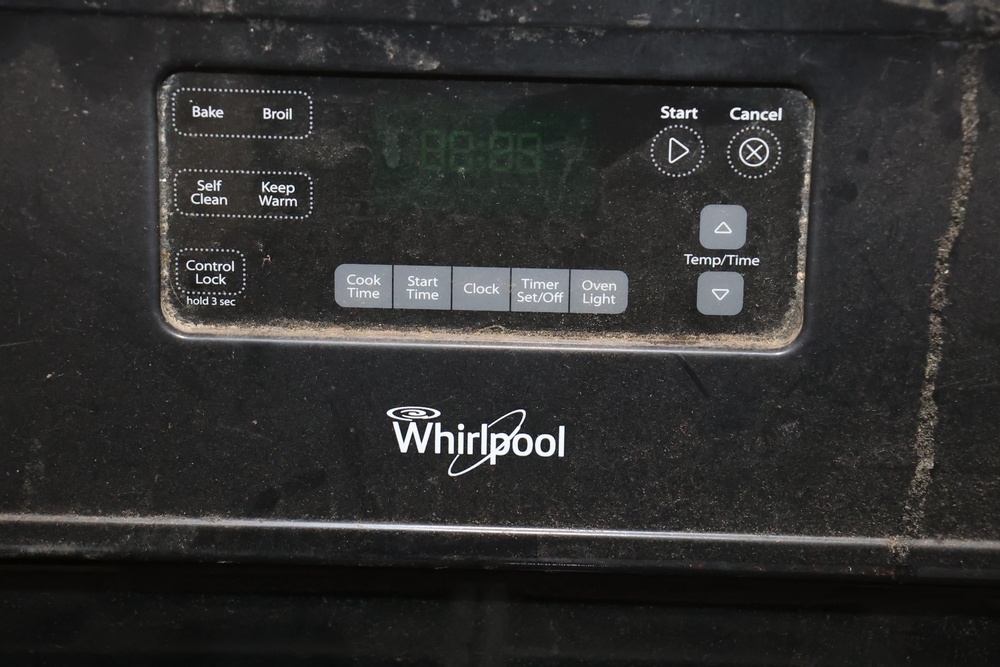 Bake Broil
Start Cancel
Self Clean
Keep Warm
Control Lock
hold 3 sec
Cook Time
Start Time
Clock
Timer Set/Off
Oven Light
Temp/Time
Whirlpool